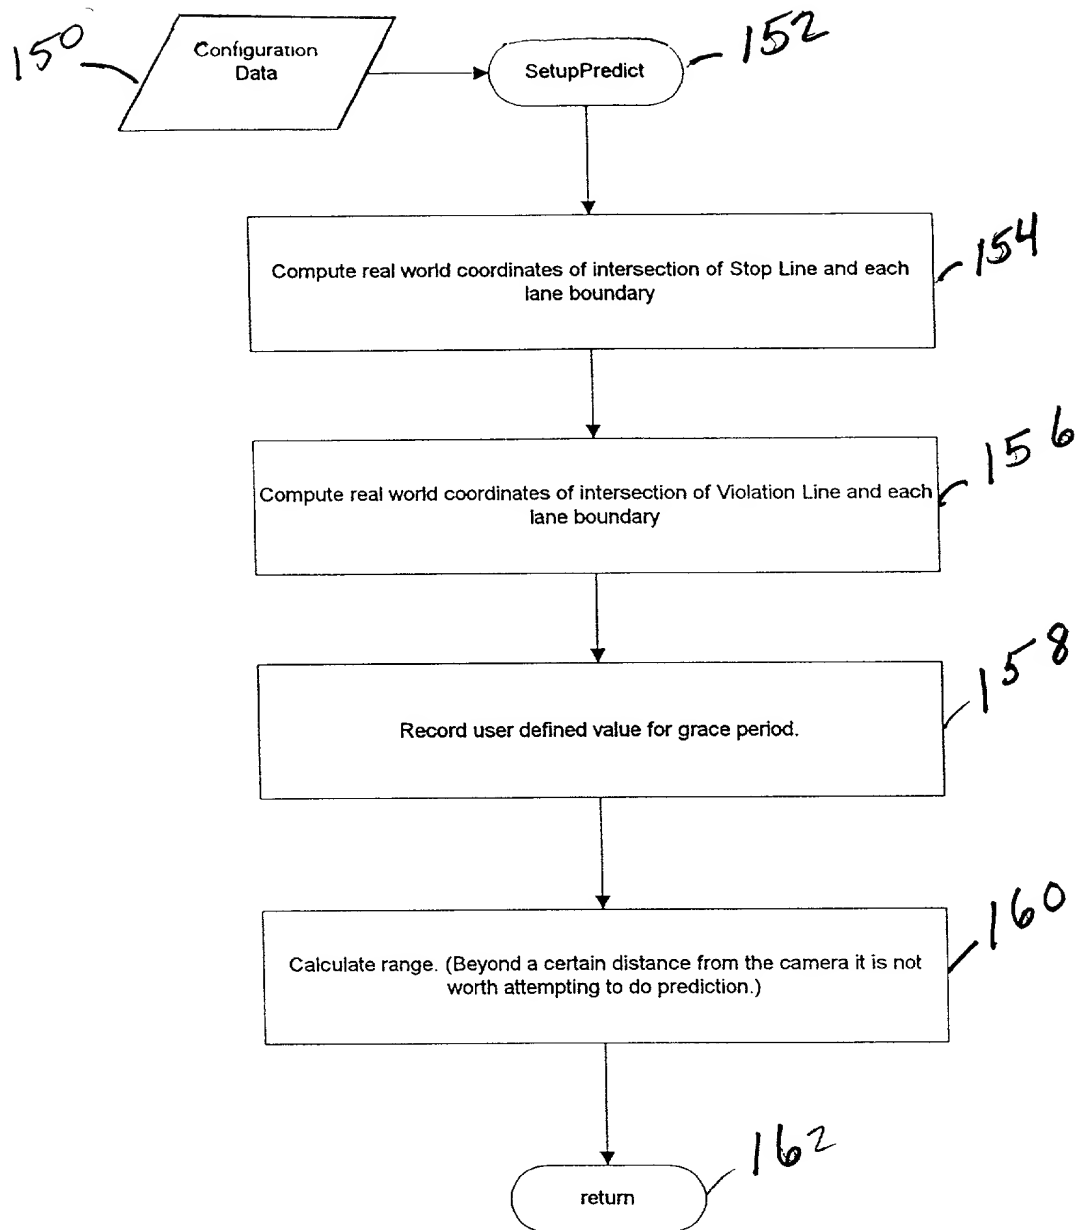 150
Configuration
Data
SetupPredict
152
Compute real world coordinates of intersection of Stop Line and each
lane boundary
154
Compute real world coordinates of intersection of Violation Line and each
lane boundary
156
Record user defined value for grace period.
158
Calculate range. (Beyond a certain distance from the camera it is not
worth attempting to do prediction.)
160
return
162